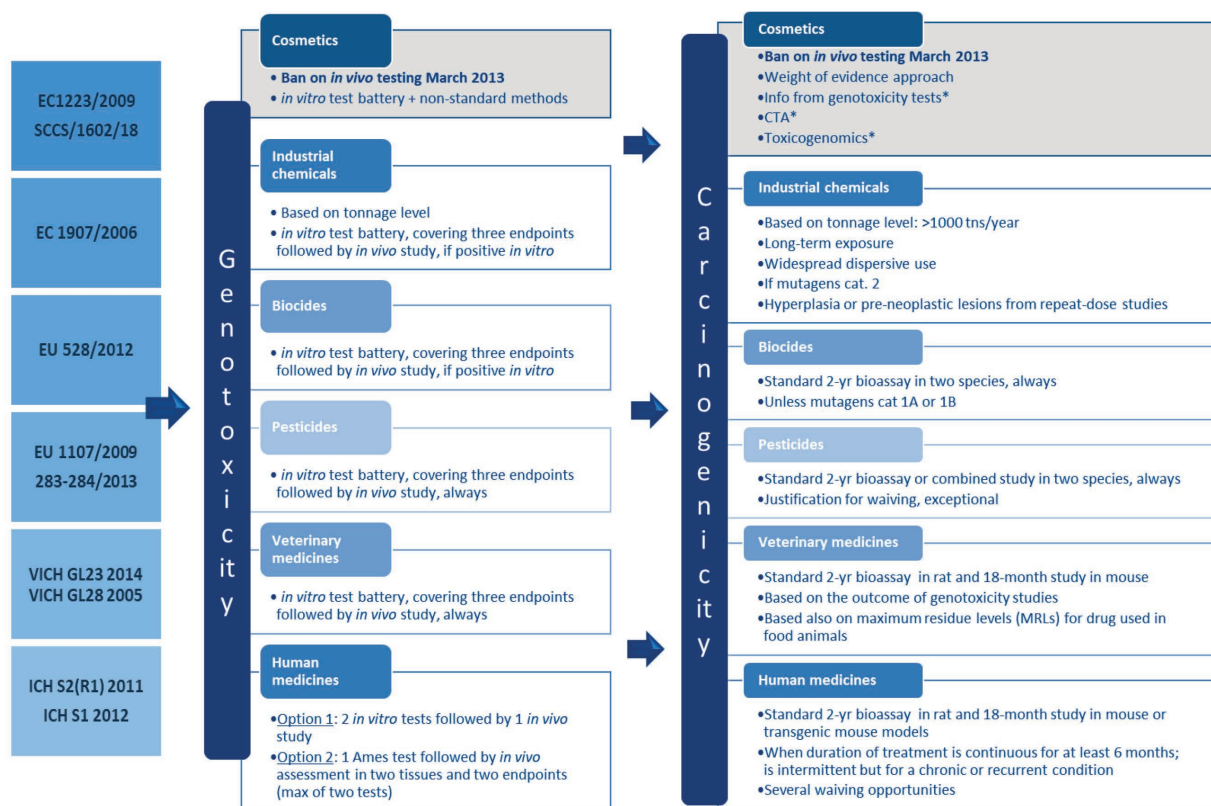 EC1223/2009
SCCS/1602/18
EC 1907/2006
EU 528/2012
EU 1107/2009
283-284/2013
VICH GL23 2014
VICH GL28 2005
ICH S2(R1) 2011
ICH S1 2012
Genotoxicity
Cosmetics
• Ban on in vivo testing March 2013
• in vitro test battery + non-standard methods
Industrial
chemicals
• Based on tonnage level
• in vitro test battery, covering three endpoints
followed by in vivo study, if positive in vitro
Biocides
• in vitro test battery, covering three endpoints
followed by in vivo study, if positive in vitro
Pesticides
• in vitro test battery, covering three endpoints
followed by in vivo study, always
Veterinary
medicines
• in vitro test battery, covering three endpoints
followed by in vivo study, always
Human
medicines
•Option 1: 2 in vitro tests followed by 1 in vivo
study
•Option 2: 1 Ames test followed by in vivo
assessment in two tissues and two endpoints
(max of two tests)
Carcinogenicity
Cosmetics
•Ban on in vivo testing March 2013
•Weight of evidence approach
•Info from genotoxicity tests*
•CTA*
•Toxicogenomics*
Industrial chemicals
•Based on tonnage level: >1000 tns/year
•Long-term exposure
•Widespread dispersive use
•If mutagens cat. 2
•Hyperplasia or pre-neoplastic lesions from repeat-dose studies
Biocides
•Standard 2-yr bioassay in two species, always
•Unless mutagens cat 1A or 1B
Pesticides
•Standard 2-yr bioassay or combined study in two species, always
•Justification for waiving, exceptional
Veterinary medicines
•Standard 2-yr bioassay in rat and 18-month study in mouse
•Based on the outcome of genotoxicity studies
•Based also on maximum residue levels (MRLs) for drug used in
food animals
Human medicines
•Standard 2-yr bioassay in rat and 18-month study in mouse or
transgenic mouse models
•When duration of treatment is continuous for at least 6 months;
is intermittent but for a chronic or recurrent condition
•Several waiving opportunities